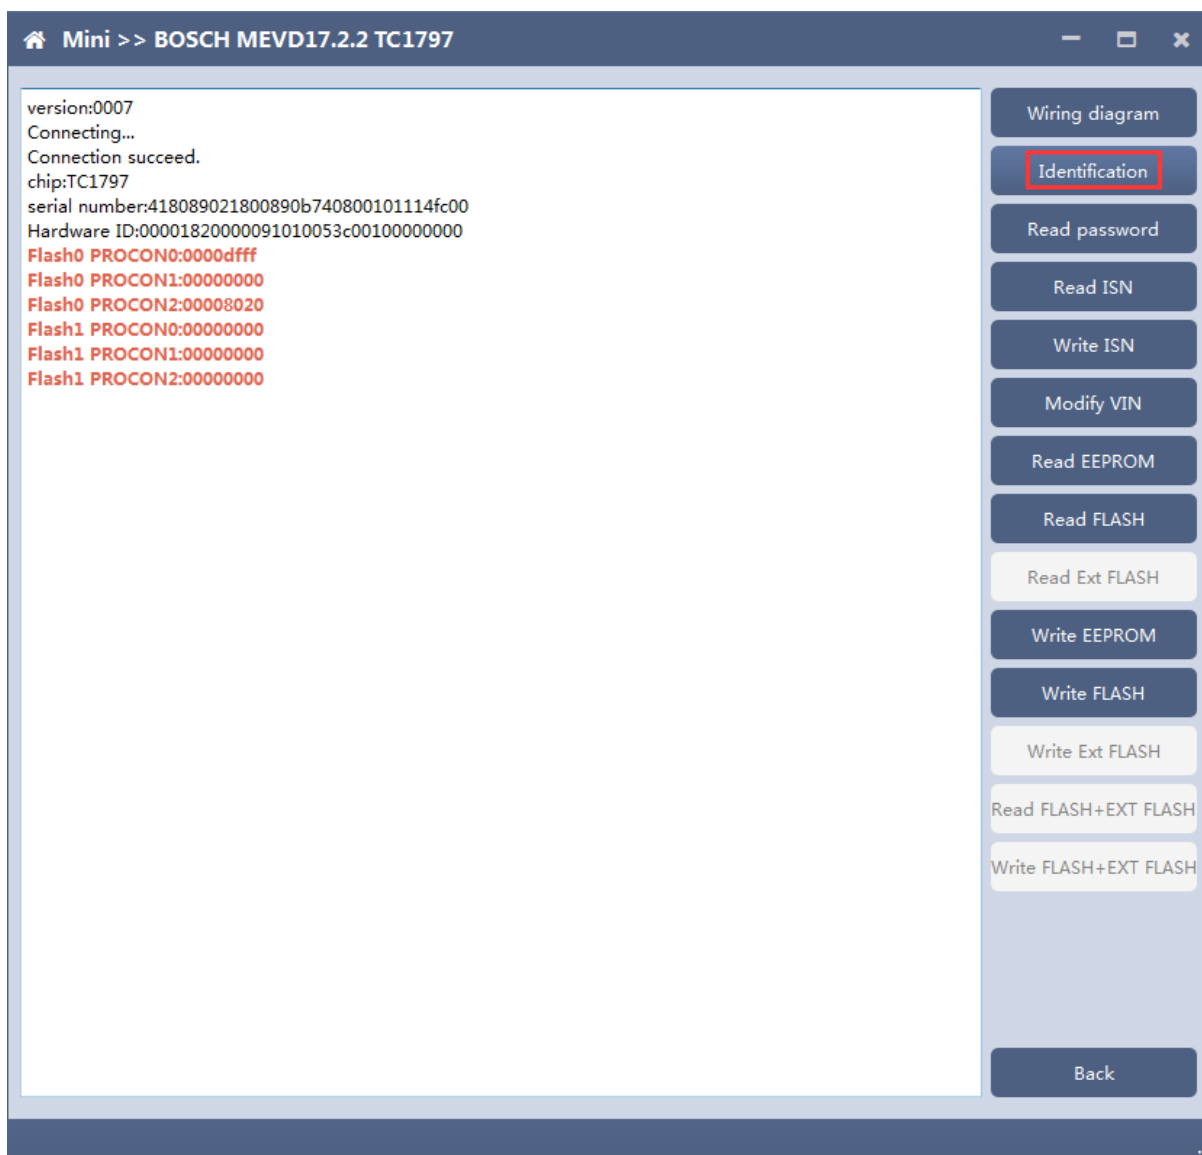 Mini >> BOSCH MEVD17.2.2 TC1797
version:0007
Connecting...
Connection succeed.
chip:TC1797
serial number:418089021800890b740800101114fc00
Hardware ID:00001820000091010053c00100000000
Flash0 PROCON0:0000dfff
Flash0 PROCON1:00000000
Flash0 PROCON2:00008020
Flash1 PROCON0:00000000
Flash1 PROCON1:00000000
Flash1 PROCON2:00000000
Wiring diagram
Identification
Read password
Read ISN
Write ISN
Modify VIN
Read EEPROM
Read FLASH
Read Ext FLASH
Write EEPROM
Write FLASH
Write Ext FLASH
Read FLASH+EXT FLASH
Write FLASH+EXT FLASH
Back